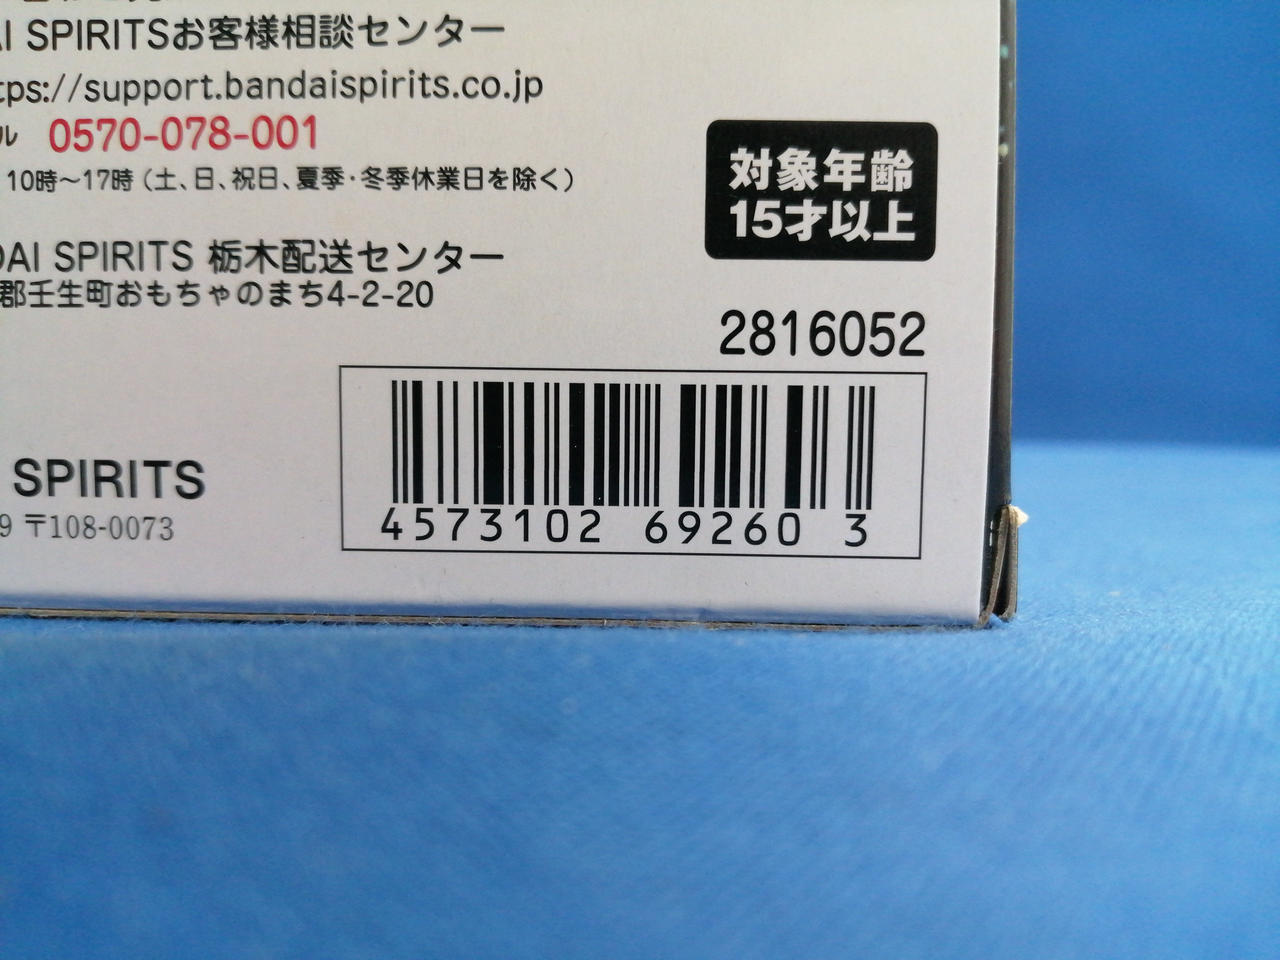 AI SPIRITSお客様相談センター
tps://support.bandaispirits.co.jp
ル 0570-078-001
10時～17時（土、日、祝日、夏季・冬季休業日を除く）
対象年齢
15才以上
DAI SPIRITS 栃木配送センター
郡壬生町おもちゃのまち4-2-20
2816052
SPIRITS
9 〒108-0073
4573102 69260 3